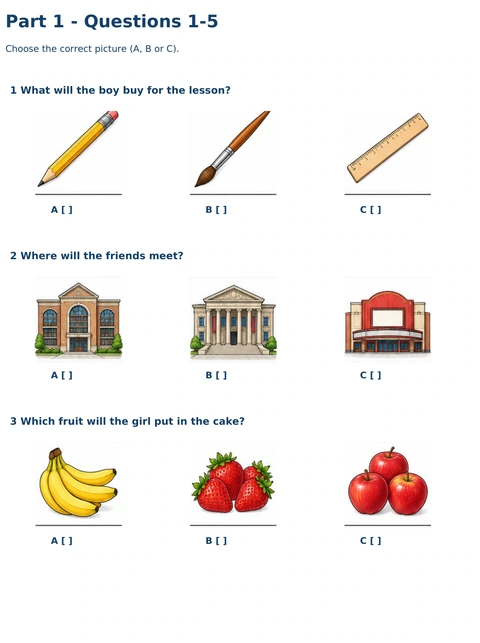 Part 1 - Questions 1-5
Choose the correct picture (A, B or C).
1 What will the boy buy for the lesson?
A [ ] B [ ] C [ ]
2 Where will the friends meet?
A [ ] B [ ] C [ ]
3 Which fruit will the girl put in the cake?
A [ ] B [ ] C [ ]